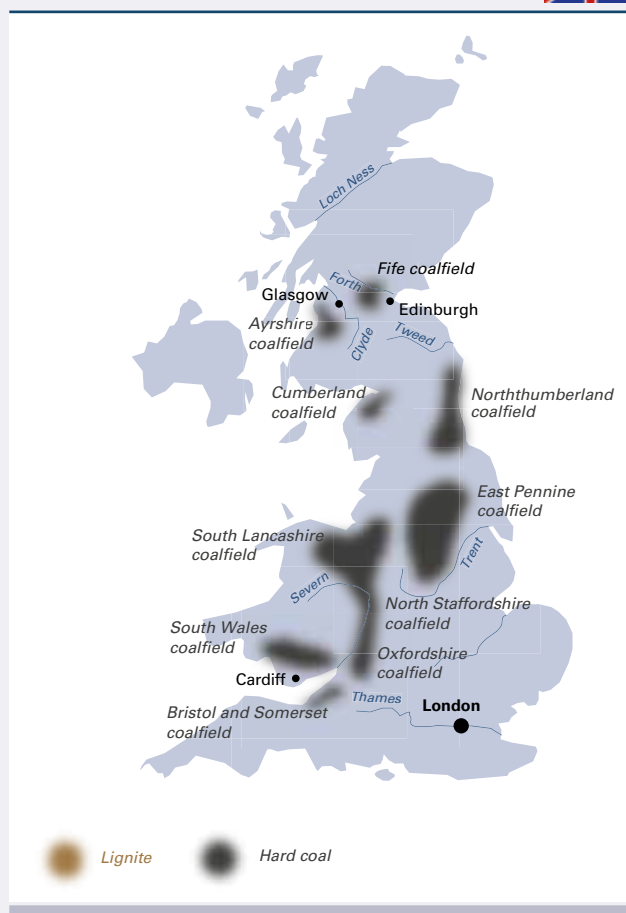 Loch Ness
Fife coalfield
Forth
Glasgow
Edinburgh
Ayrshire
coalfield
Clyde
Tweed
Cumberland
coalfield
Norththumberland
coalfield
East Pennine
coalfield
South Lancashire
coalfield
Trent
Severn
North Staffordshire
coalfield
South Wales
coalfield
Oxfordshire
coalfield
Cardiff
Thames
London
Bristol and Somerset
coalfield
Lignite
Hard coal